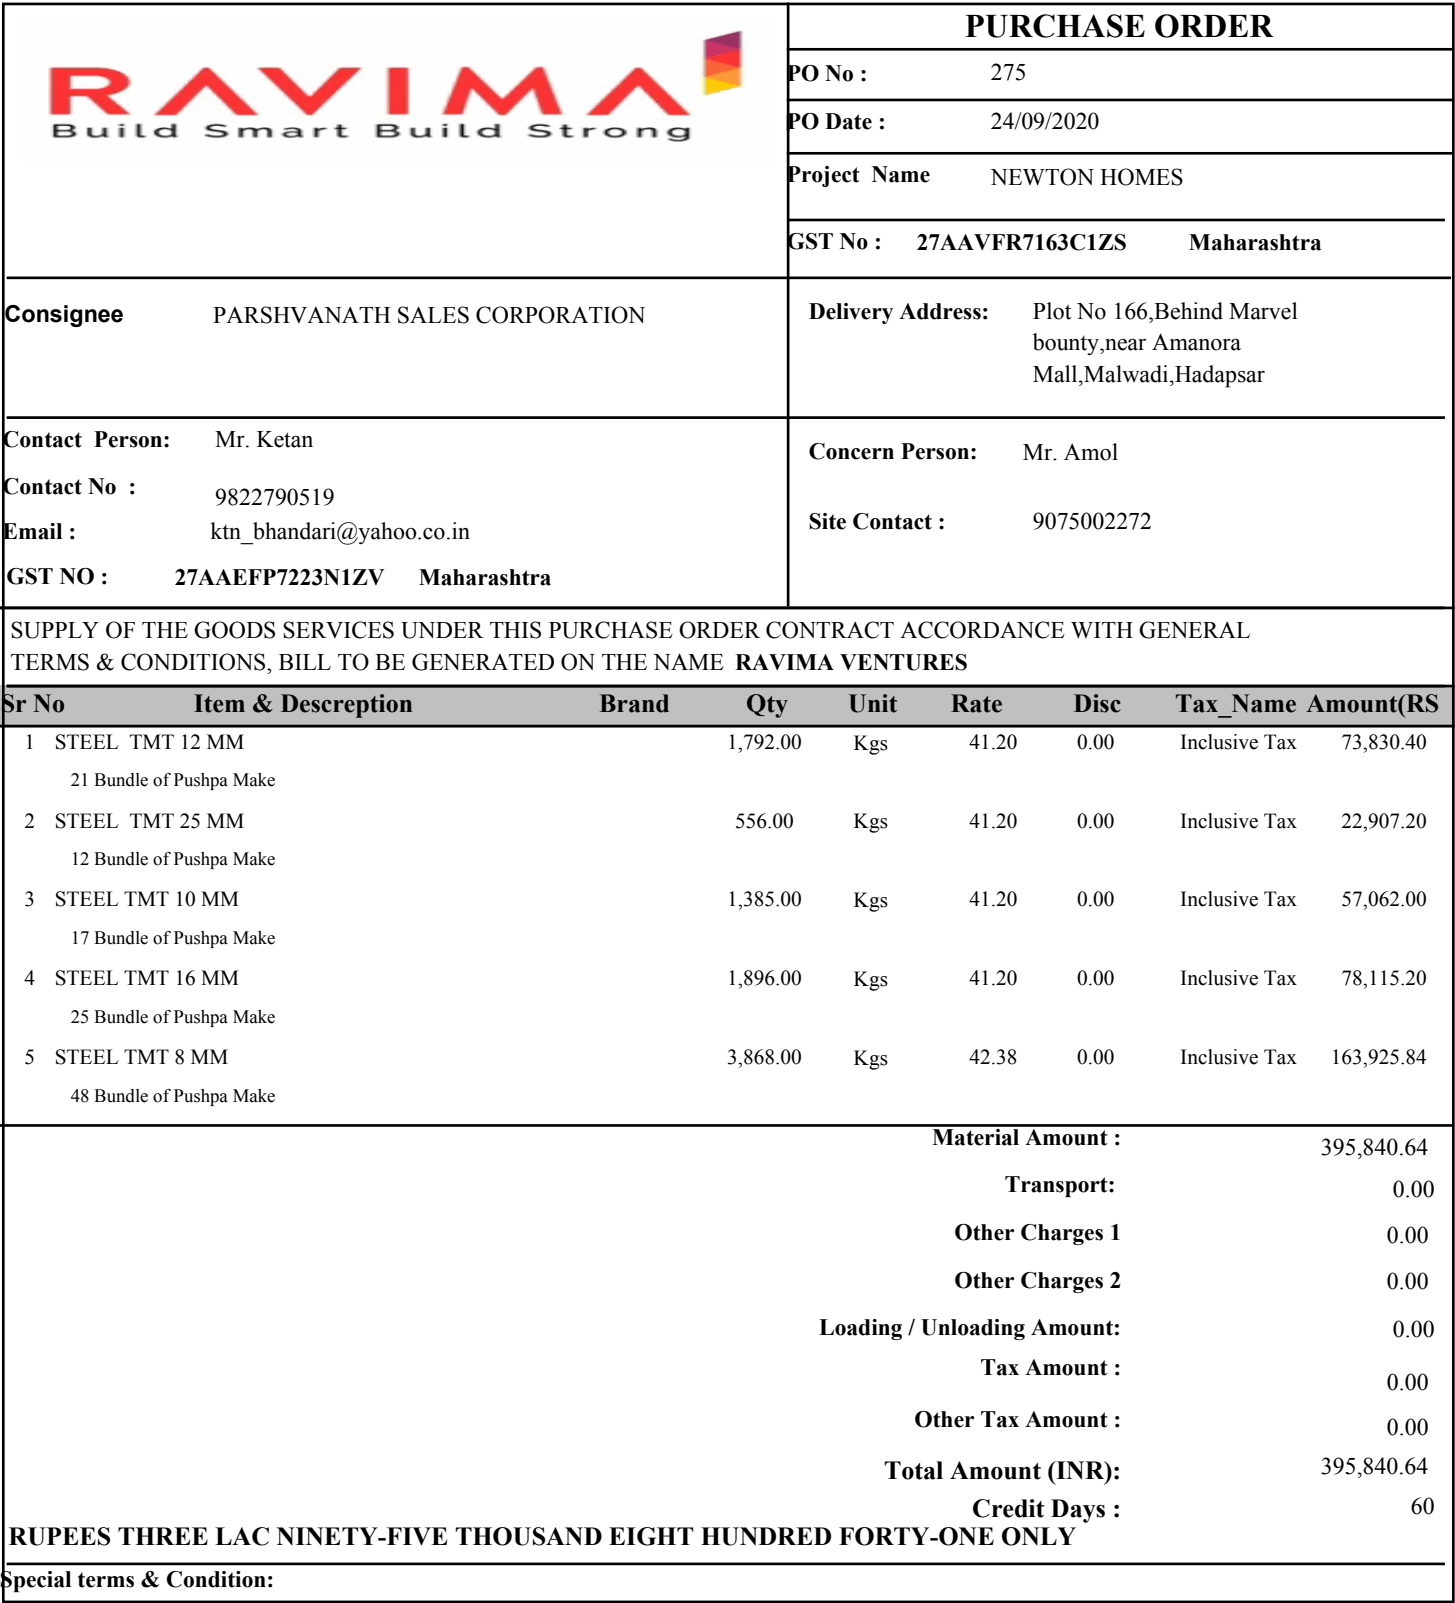 RAVIMA
Build Smart Build Strong
PURCHASE ORDER
PO No : 275
PO Date : 24/09/2020
Project Name NEWTON HOMES
GST No : 27AAVFR7163C1ZS Maharashtra
Consignee PARSHVANATH SALES CORPORATION
Delivery Address: Plot No 166,Behind Marvel
bounty,near Amanora
Mall,Malwadi,Hadapsar
Contact Person: Mr. Ketan
Contact No : 9822790519
Email : ktn_bhandari@yahoo.co.in
GST NO : 27AAEFP7223N1ZV Maharashtra
Concern Person: Mr. Amol
Site Contact : 9075002272
SUPPLY OF THE GOODS SERVICES UNDER THIS PURCHASE ORDER CONTRACT ACCORDANCE WITH GENERAL
TERMS & CONDITIONS, BILL TO BE GENERATED ON THE NAME RAVIMA VENTURES
Sr No Item & Descreption Brand Qty Unit Rate Disc Tax_Name Amount(RS
1 STEEL TMT 12 MM 1,792.00 Kgs 41.20 0.00 Inclusive Tax 73,830.40
21 Bundle of Pushpa Make
2 STEEL TMT 25 MM 556.00 Kgs 41.20 0.00 Inclusive Tax 22,907.20
12 Bundle of Pushpa Make
3 STEEL TMT 10 MM 1,385.00 Kgs 41.20 0.00 Inclusive Tax 57,062.00
17 Bundle of Pushpa Make
4 STEEL TMT 16 MM 1,896.00 Kgs 41.20 0.00 Inclusive Tax 78,115.20
25 Bundle of Pushpa Make
5 STEEL TMT 8 MM 3,868.00 Kgs 42.38 0.00 Inclusive Tax 163,925.84
48 Bundle of Pushpa Make
Material Amount : 395,840.64
Transport: 0.00
Other Charges 1 0.00
Other Charges 2 0.00
Loading / Unloading Amount: 0.00
Tax Amount : 0.00
Other Tax Amount : 0.00
Total Amount (INR): 395,840.64
Credit Days : 60
RUPEES THREE LAC NINETY-FIVE THOUSAND EIGHT HUNDRED FORTY-ONE ONLY
Special terms & Condition: